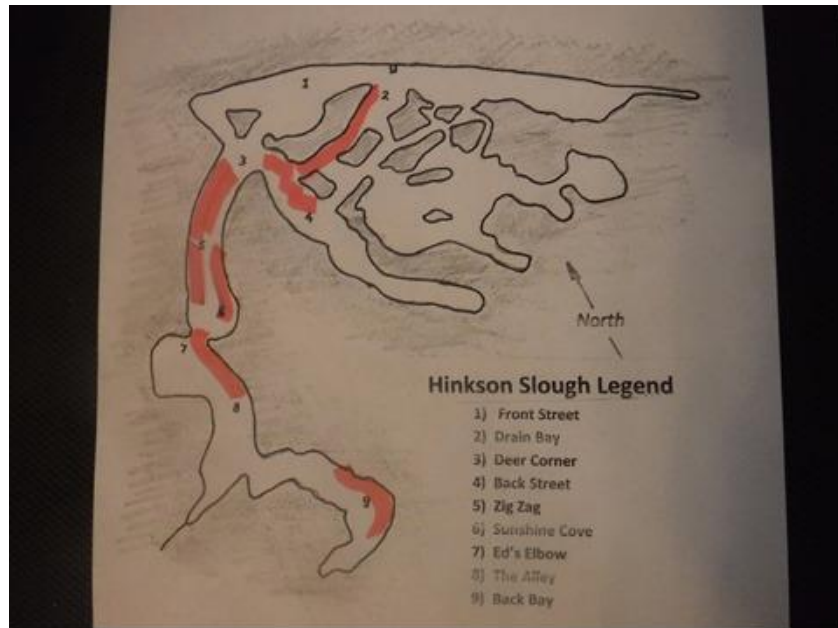 1
2
3
4
5
6
7
8
9
North
Hinkson Slough Legend
1) Front Street
2) Drain Bay
3) Deer Corner
4) Back Street
5) Zig Zag
6) Sunshine Cove
7) Ed's Elbow
8) The Alley
9) Back Bay